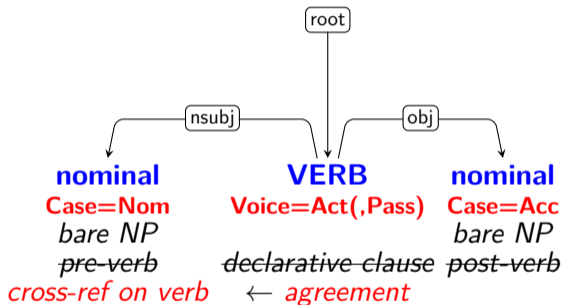 root
nsubj obj
nominal VERB nominal
Case=Nom Voice=Act(,Pass) Case=Acc
bare NP bare NP
pre-verb declarative clause post-verb
cross-ref on verb ← agreement